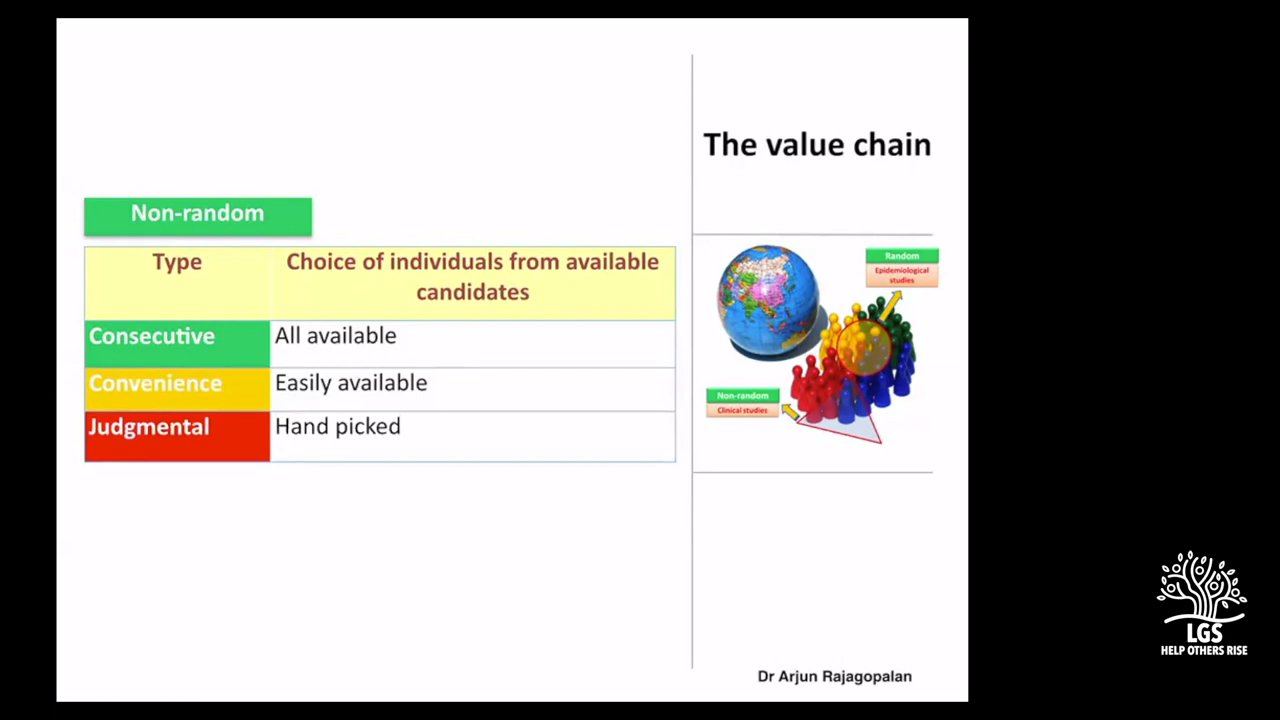 The value chain
Non-random
Type
Choice of individuals from available
candidates
Consecutive
All available
Convenience
Easily available
Judgmental
Hand picked
Random
Epidemiological
studies
Non-random
Clinical studies
Dr Arjun Rajagopalan
LGS
HELP OTHERS RISE